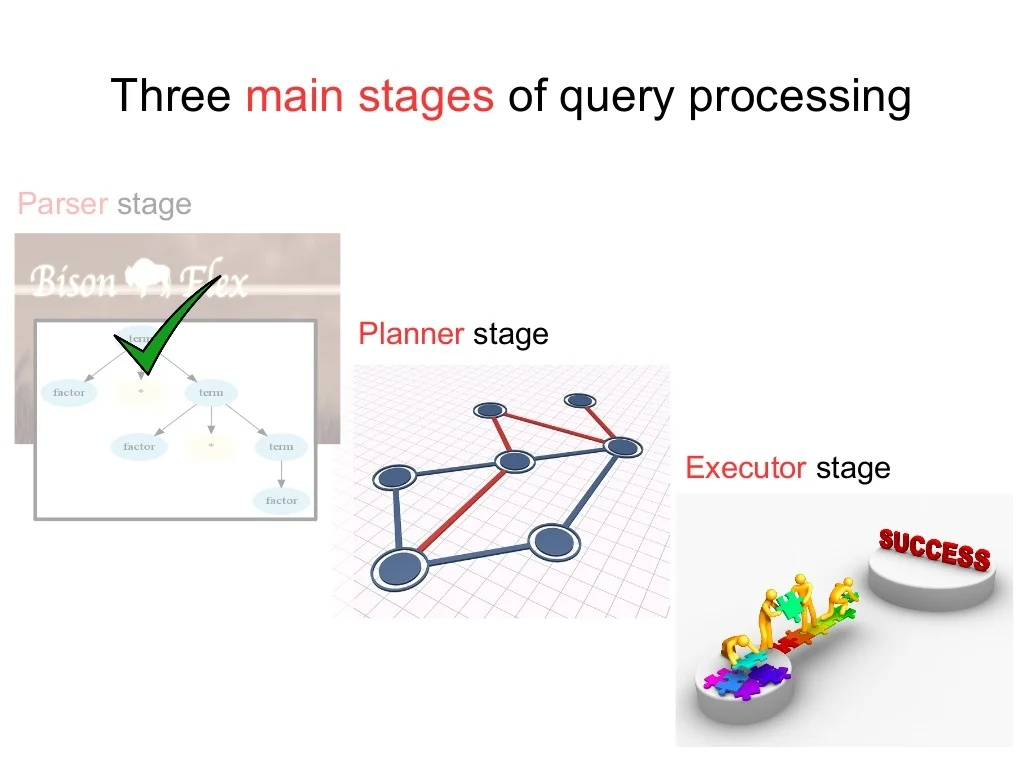 Three main stages of query processing
Parser stage
Bison Flex
term
factor * term
factor * term
factor
Planner stage
Executor stage
SUCCESS